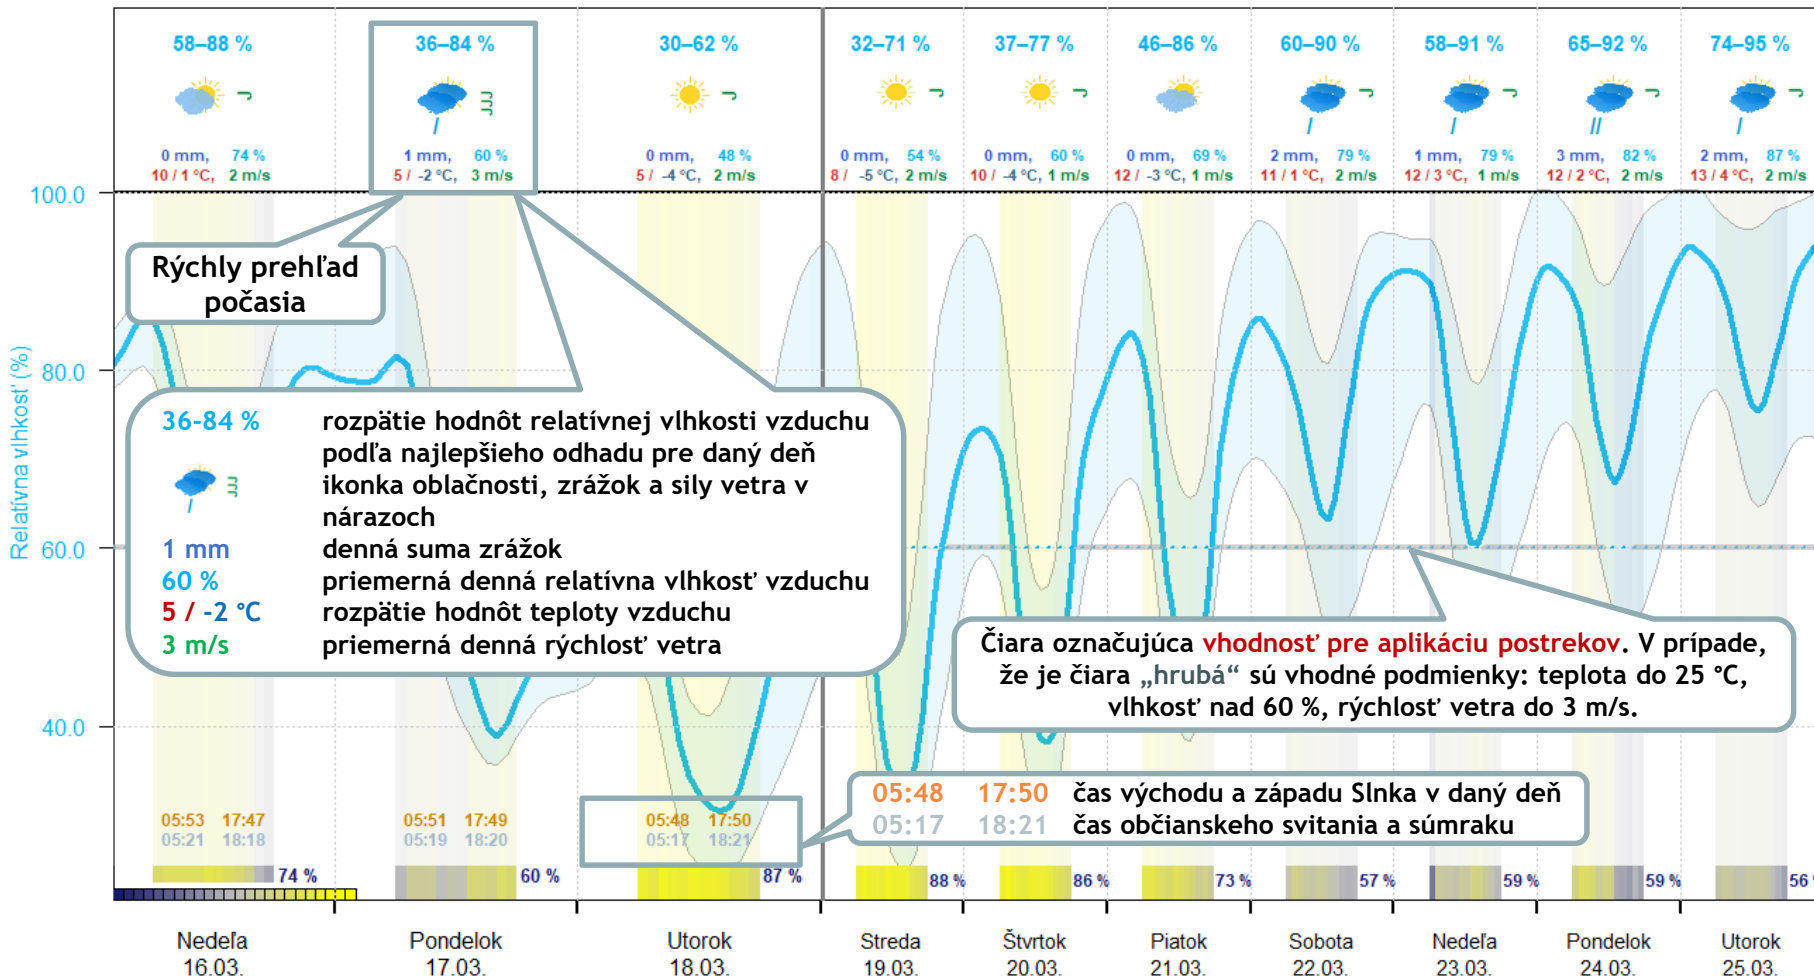 58–88 %
36–84 %
30–62 %
32–71 %
37–77 %
46–86 %
60–90 %
58–91 %
65–92 %
74–95 %
0 mm, 74 %
10 / 1 °C, 2 m/s
1 mm, 60 %
5 / -2 °C, 3 m/s
0 mm, 48 %
5 / -4 °C, 2 m/s
0 mm, 54 %
8 / -5 °C, 2 m/s
0 mm, 60 %
10 / -4 °C, 1 m/s
0 mm, 69 %
12 / -3 °C, 1 m/s
2 mm, 79 %
11 / 1 °C, 2 m/s
1 mm, 79 %
12 / 3 °C, 1 m/s
3 mm, 82 %
12 / 2 °C, 2 m/s
2 mm, 87 %
13 / 4 °C, 2 m/s
100.0
80.0
60.0
40.0
Relatívna vlhkosť (%)
Rýchly prehľad
počasia
36-84 % rozpätie hodnôt relatívnej vlhkosti vzduchu
podľa najlepšieho odhadu pre daný deň
ikonka oblačnosti, zrážok a sily vetra v
nárazoch
1 mm denná suma zrážok
60 % priemerná denná relatívna vlhkosť vzduchu
5 / -2 °C rozpätie hodnôt teploty vzduchu
3 m/s priemerná denná rýchlosť vetra
Čiara označujúca vhodnosť pre aplikáciu postrekov. V prípade,
že je čiara „hrubá“ sú vhodné podmienky: teplota do 25 °C,
vlhkosť nad 60 %, rýchlosť vetra do 3 m/s.
05:48 17:50 čas východu a západu Slnka v daný deň
05:17 18:21 čas občianskeho svitania a súmraku
05:53 17:47
05:21 18:18
05:51 17:49
05:19 18:20
05:48 17:50
05:17 18:21
74 %
60 %
87 %
88 %
86 %
73 %
57 %
59 %
59 %
56
Nedeľa
16.03.
Pondelok
17.03.
Utorok
18.03.
Streda
19.03.
Štvrtok
20.03.
Piatok
21.03.
Sobota
22.03.
Nedeľa
23.03.
Pondelok
24.03.
Utorok
25.03.